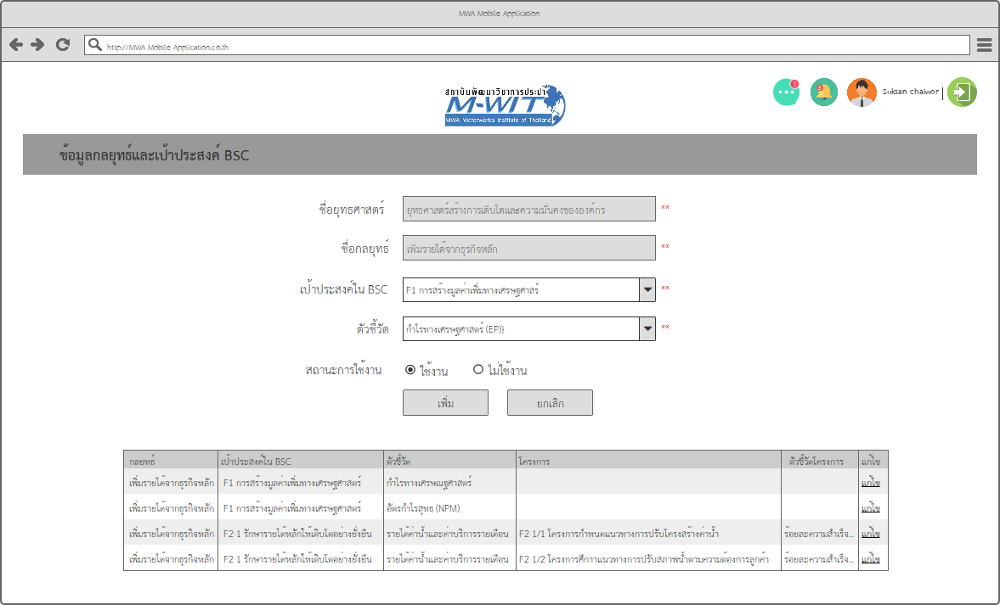 MWA Mobile Application
http://MWA Mobile Application.co.th
สถาบันพัฒนาวิชาการประปา
M-WIT
MWA Waterworks Institute of Thailand
1
5
Suksan chaiwon
ข้อมูลกลยุทธ์และเป้าประสงค์ BSC
ชื่อยุทธศาสตร์ ยุทธศาสตร์สร้างการเติบโตและความมั่นคงขององค์กร **
ชื่อกลยุทธ์ เพิ่มรายได้จากธุรกิจหลัก **
เป้าประสงค์ใน BSC F1 การสร้างมูลค่าเพิ่มทางเศรษฐศาสร์ **
ตัวชี้วัด กำไรทางเศรษฐศาสตร์ (EP)} **
สถานะการใช้งาน ใช้งาน ไม่ใช้งาน
เพิ่ม ยกเลิก
กลยุทธ์ เป้าประสงค์ใน BSC ตัวชี้วัด โครงการ ตัวชี้วัดโครงการ แก้ไข
เพิ่มรายได้จากธุรกิจหลัก F1 การสร้างมูลค่าเพิ่มทางเศรษฐศาสตร์ กำไรทางเศรษณฐศาสตร์ แก้ไข
เพิ่มรายได้จากธุรกิจหลัก F1 การสร้างมูลค่าเพิ่มทางเศรษฐศาสตร์ อัตรกำไรสุทธุ (NPM) แก้ไข
เพิ่มรายได้จากธุรกิจหลัก F2-1 รักษารายได้หลักให้เติบโตอย่างยั่งยืน รายได้ค่าน้ำและค่าบริการรายเดือน F2-1/1 โครงการกำหนดแนวทางการปรับโครงสร้างค่าน้ำ ร้อยละความสำเร็จ.. แก้ไข
เพิ่มรายได้จากธุรกิจหลัก F2-1 รักษารายได้หลักให้เติบโตอย่างยั่งยืน รายได้ค่าน้ำและค่าบริการรายเดือน F2-1/2 โครงการศึกาาแนวทางการปรับสภาพน้ำตามความต้องการลูกค้า ร้อยละความสำเร็จ.. แก้ไข